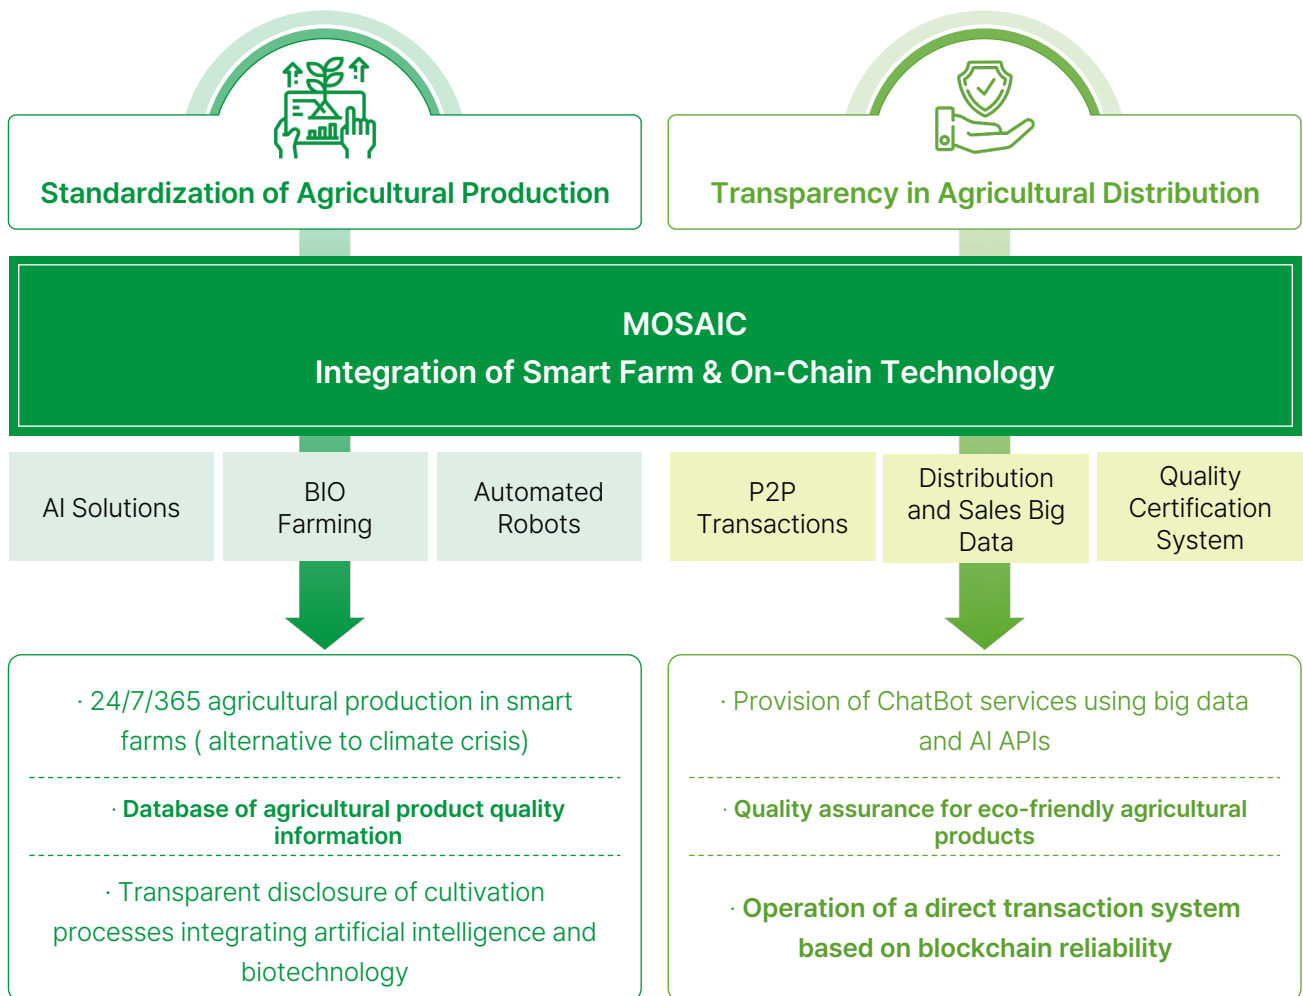 Standardization of Agricultural Production
Transparency in Agricultural Distribution
MOSAIC
Integration of Smart Farm & On-Chain Technology
AI Solutions
BIO
Farming
Automated
Robots
P2P
Transactions
Distribution
and Sales Big
Data
Quality
Certification
System
· 24/7/365 agricultural production in smart
farms ( alternative to climate crisis)
· Database of agricultural product quality
information
· Transparent disclosure of cultivation
processes integrating artificial intelligence and
biotechnology
· Provision of ChatBot services using big data
and AI APIs
· Quality assurance for eco-friendly agricultural
products
· Operation of a direct transaction system
based on blockchain reliability